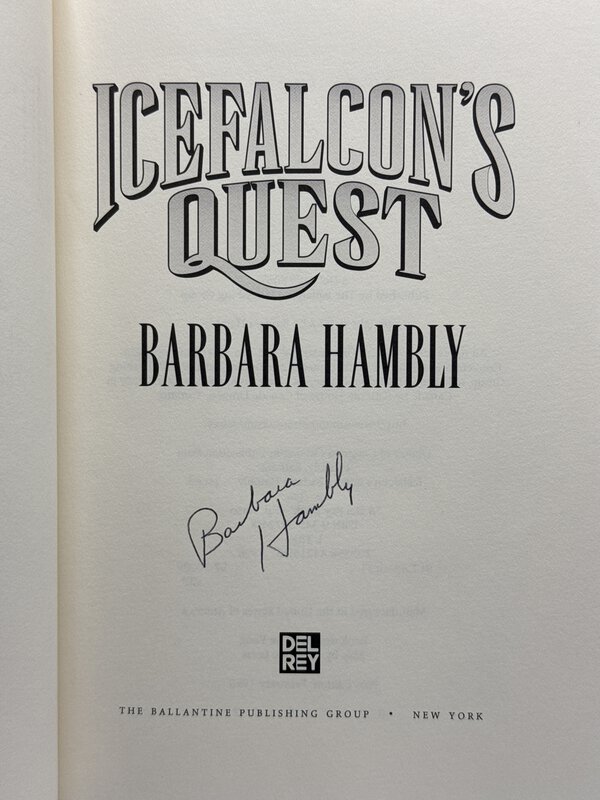 ICEFALCON'S
QUEST
BARBARA HAMBLY
Barbara
Hambly
DEL
REY
THE BALLANTINE PUBLISHING GROUP • NEW YORK